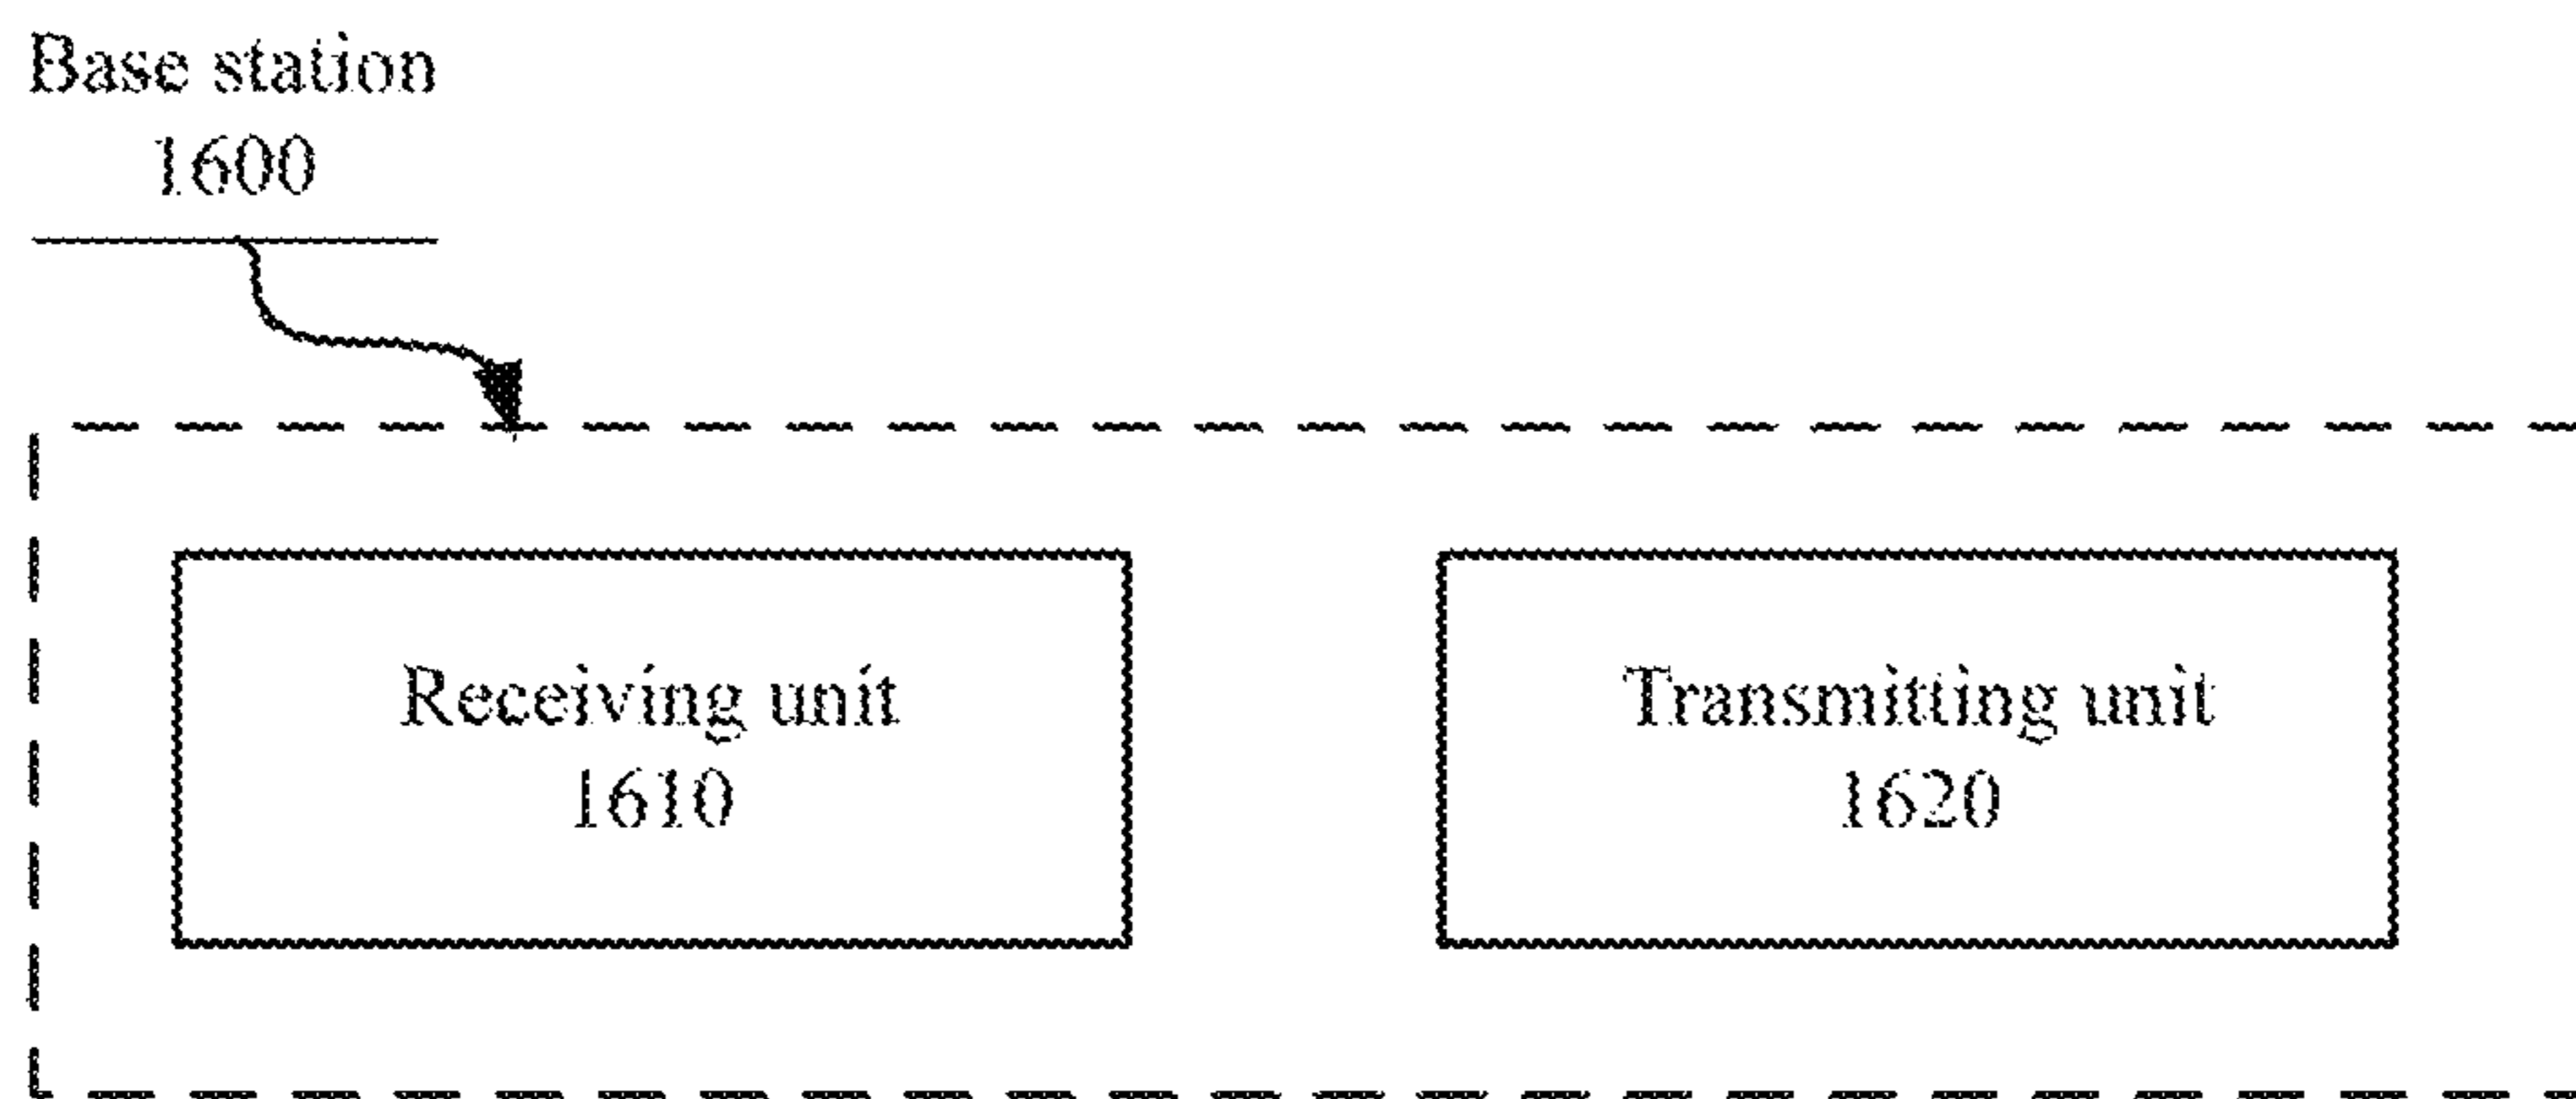 Base station
1600
Receiving unit
1610
Transmitting unit
1620